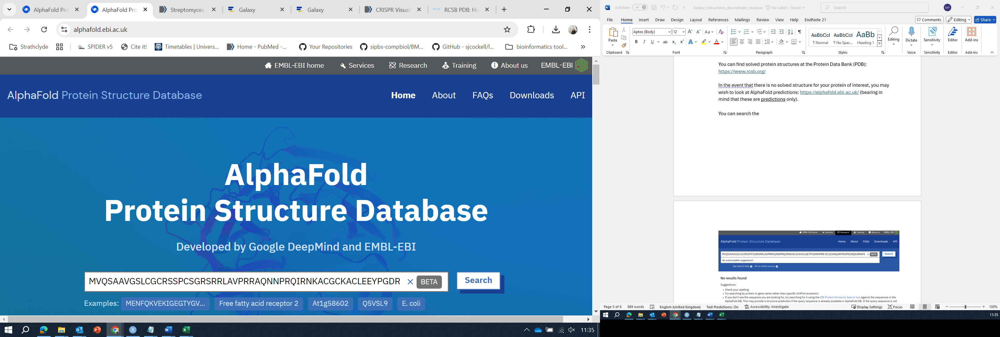 AlphaFold Pro
AlphaFold Pro
Streptomyces
Galaxy
Galaxy
CRISPR Visuali
RCSB PDB: Ho
alphafold.ebi.ac.uk
Strathclyde
SPIDER v5
Cite it!
Timetables | Univers...
Home - PubMed -...
Your Repositories
sipbs-compbiol/BM...
GitHub - sjcockell/l...
bioinformatics tool...
EMBL-EBI home
Services
Research
Training
About us
EMBL-EBI
AlphaFold Protein Structure Database
Home
About
FAQs
Downloads
API
AlphaFold
Protein Structure Database
Developed by Google DeepMind and EMBL-EBI
MVQSAAVGSLCGCRSSPCSGRSRRLAVPRRAQNNPRQIRNKACGCKACLEEYPGDR
BETA
Search
Examples:
MENFQKVEKIGEGTYGV...
Free fatty acid receptor 2
At1g58602
Q5VSL9
E. coli
11:35
AutoSave
Galaxy_instructions_downstream_analyses
No Label • Saved
Search
MF
File
Home
Insert
Draw
Design
Layout
References
Mailings
Review
View
Help
EndNote 21
Comments
Editing
Share
Paste
Clipboard
Aptos (Body)
12
Font
Paragraph
AaBbCcI
¶ Normal
AaBbCcI
¶ No Spac...
AaBb
Heading 1
Styles
Editing
Dictate
Voice
Sensitivity
Sensitivity
Editor
Editor
Add-ins
Add-ins
You can find solved protein structures at the Protein Data Bank (PDB):
https://www.rcsb.org/
In the event that there is no solved structure for your protein of interest, you may
wish to look at AlphaFold predictions: https://alphafold.ebi.ac.uk/ (bearing in
mind that these are predictions only).
You can search the
EMBL-EBI home
Services
Research
Training
About us
EMBL-EBI
AlphaFold Protein Structure Database
Home
About
FAQs
Downloads
API
MVQSAAVGSLCGCRSSPCSGRSRRLAVPRRAQNNPRQIRNKACGCKACLEEYPGDRKPRR DCIGSWQARYRGPDGRQKARNFE
BETA
Search
No autocomplete suggestions!
See search help
Go to online course
No results found
Suggestions:
• Check your spelling.
• Try searching by protein or gene name rather than specific UniProt accession.
• If you don't see the sequence you are looking for, try searching for it using the EBI Protein Similarity Search tool against the sequences in the
AlphaFold DB. This may provide a structure prediction if the query sequence is already available in AlphaFold DB. If the query sequence is not
Page 5 of 6
889 words
English (United Kingdom)
Text Predictions: On
Accessibility: Investigate
Display Settings
Focus
100%
11:35